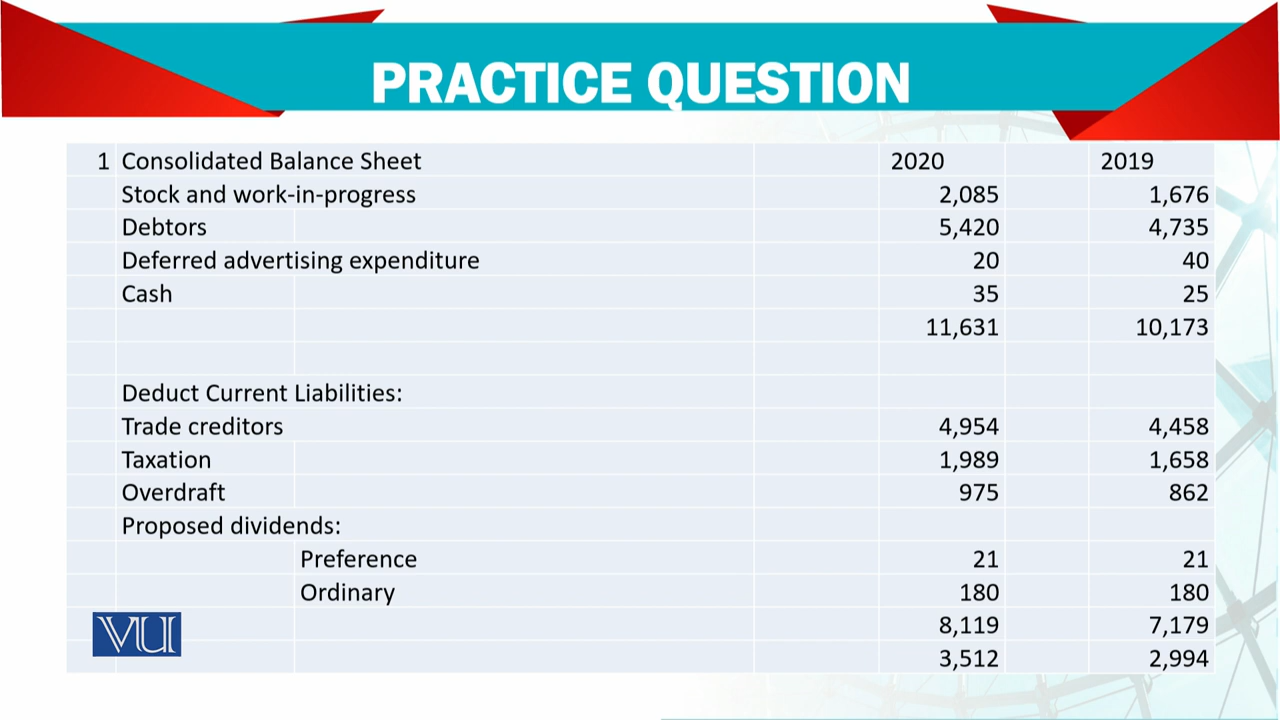 PRACTICE QUESTION
1 Consolidated Balance Sheet 2020 2019
Stock and work-in-progress 2,085 1,676
Debtors 5,420 4,735
Deferred advertising expenditure 20 40
Cash 35 25
11,631 10,173
Deduct Current Liabilities:
Trade creditors 4,954 4,458
Taxation 1,989 1,658
Overdraft 975 862
Proposed dividends:
Preference 21 21
Ordinary 180 180
VU 8,119 7,179
3,512 2,994